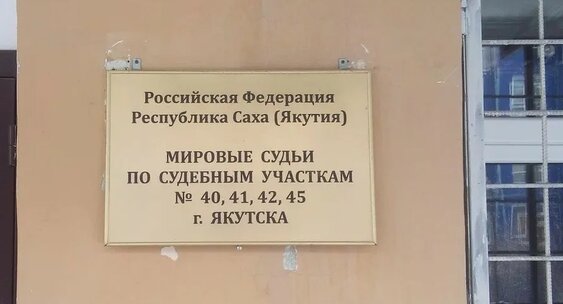 Российская Федерация
Республика Саха (Якутия)
МИРОВЫЕ СУДЬИ
ПО СУДЕБНЫМ УЧАСТКАМ
№ 40, 41, 42, 45
г. ЯКУТСКА